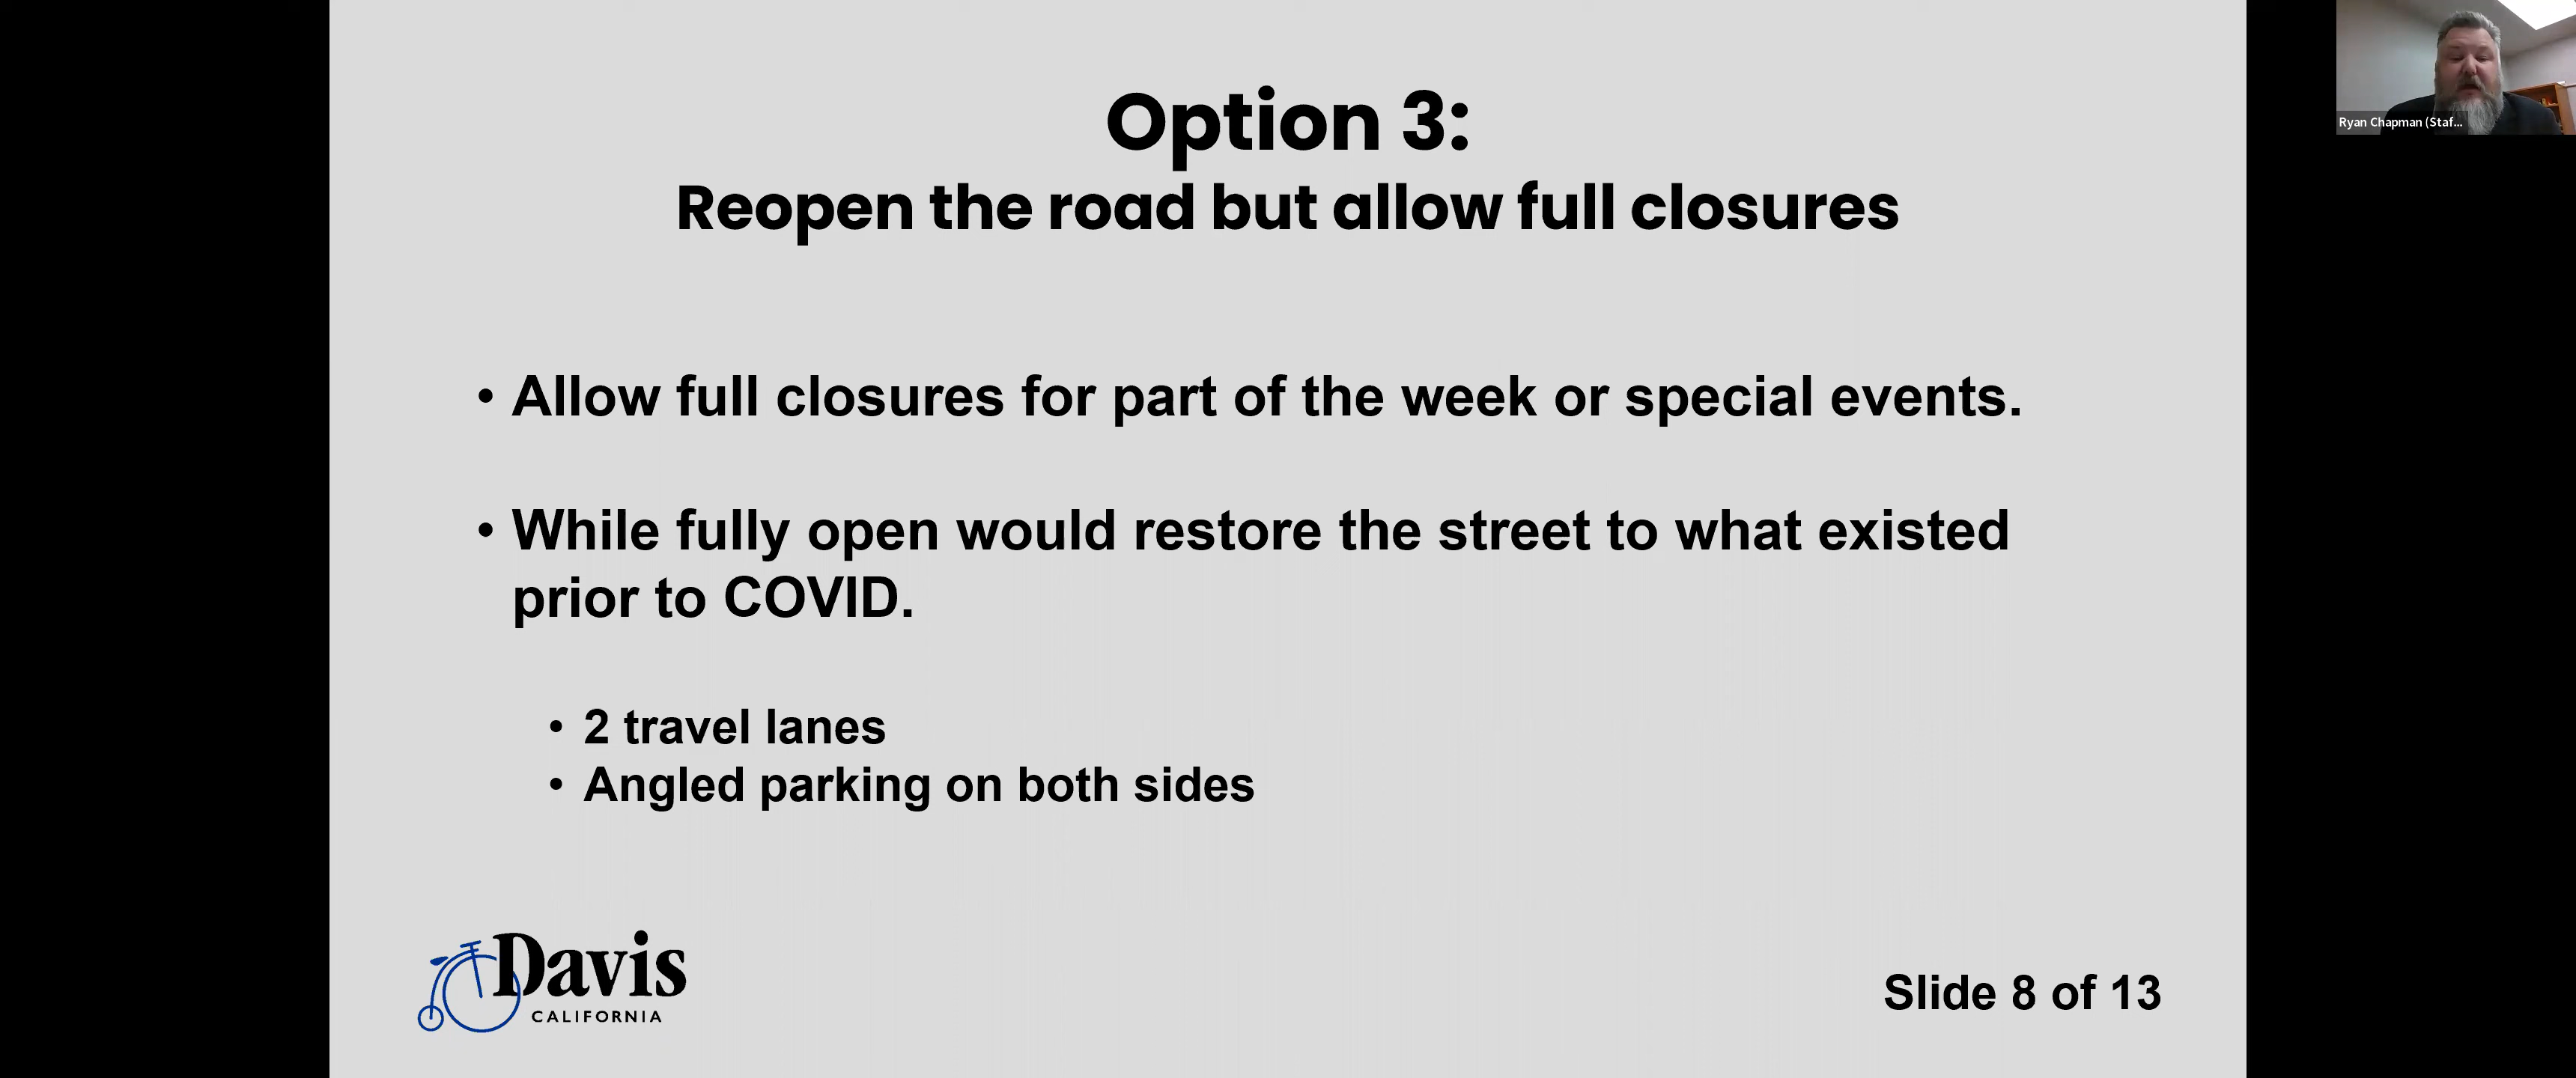 Option 3:
Reopen the road but allow full closures
• Allow full closures for part of the week or special events.
• While fully open would restore the street to what existed
prior to COVID.
• 2 travel lanes
• Angled parking on both sides
Davis
CALIFORNIA
Slide 8 of 13
Ryan Chapman (Staf...